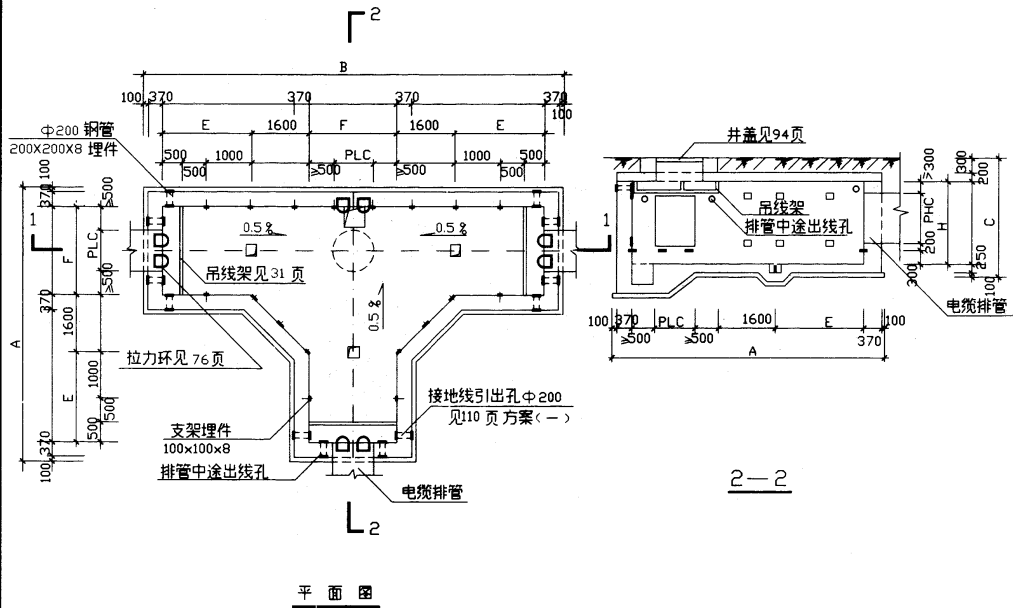 2
B
100 370 370 370 370
100
Φ200 钢管
200X200X8 埋件
E 1600 F 1600 E
500 1000 PLC 1000 500
500 ≥500 ≥500 500
井盖见94页
吊线架
排管中途出线孔
≥300 300 200
PHC H C
200 250
300 100
电缆排管
100 370 PLC 1600 E 100
≥500 ≥500 370
A
100
370 ≥500
1 1
PLC
F
≥500
370
0.5% 0.5%
吊线架见31页
0.5%
1600
A
拉力环见76页
1000
E
500
500
370
100
接地线引出孔Φ200
见110页方案(一)
支架埋件
100x100x8
排管中途出线孔
电缆排管
2—2
2
平面图